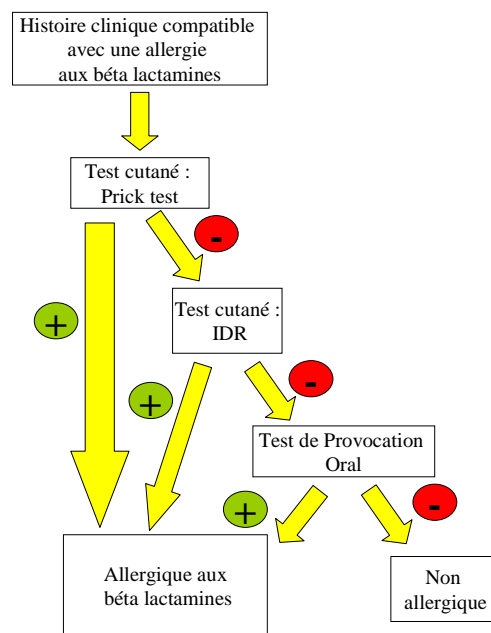 Histoire clinique compatible
avec une allergie
aux béta lactamines
Test cutané :
Prick test
-
Test cutané :
IDR
+
+
-
Test de Provocation
Oral
+
-
Allergique aux
béta lactamines
Non
allergique